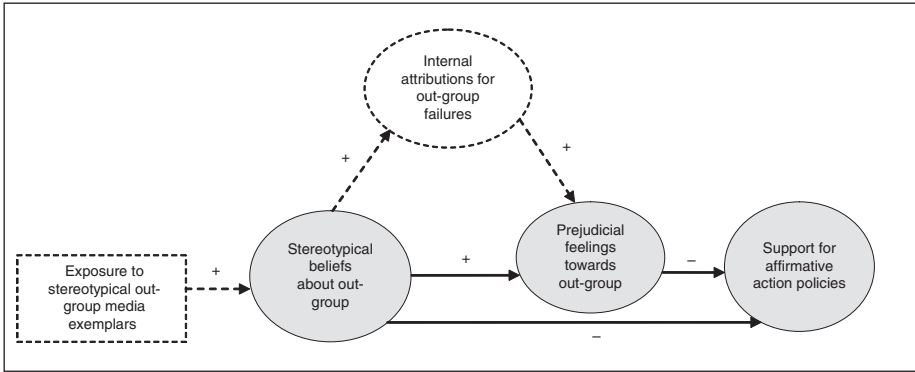 Internal
attributions for
out-group
failures
+
+
Stereotypical
beliefs
about out-
group
Prejudicial
feelings
towards
out-group
Support for
affirmative
action policies
Exposure to
stereotypical out-
group media
exemplars
+
+
–
–